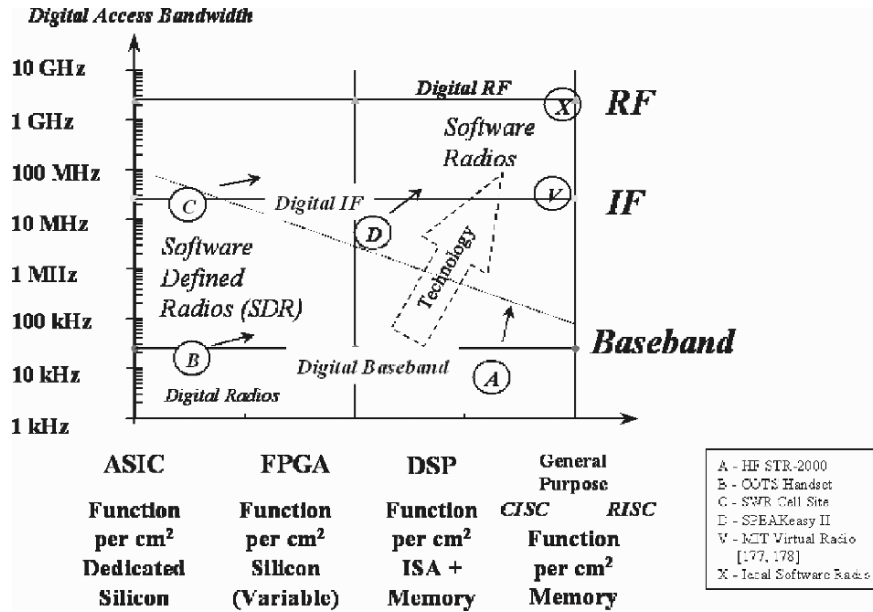 Digital Access Bandwidth
10 GHz
Digital RF
X
RF
1 GHz
Software
Radios
100 MHz
C
Digital IF
V
IF
10 MHz
D
Software
Defined
Radios (SDR)
Technology
1 MHz
100 kHz
B
Digital Baseband
A
Baseband
10 kHz
Digital Radios
1 kHz
ASIC
Function
per cm2
Dedicated
Silicon
FPGA
Function
per cm2
Silicon
(Variable)
DSP
Function
per cm2
ISA +
Memory
General
Purpose
CISC RISC
Function
per cm2
Memory
A - HF STR-2000
B - COTS Handset
C - SWR Cell Site
D - SPEAKeasy II
V - MIT Virtual Radio
[177, 178]
X - Ideal Software Radio